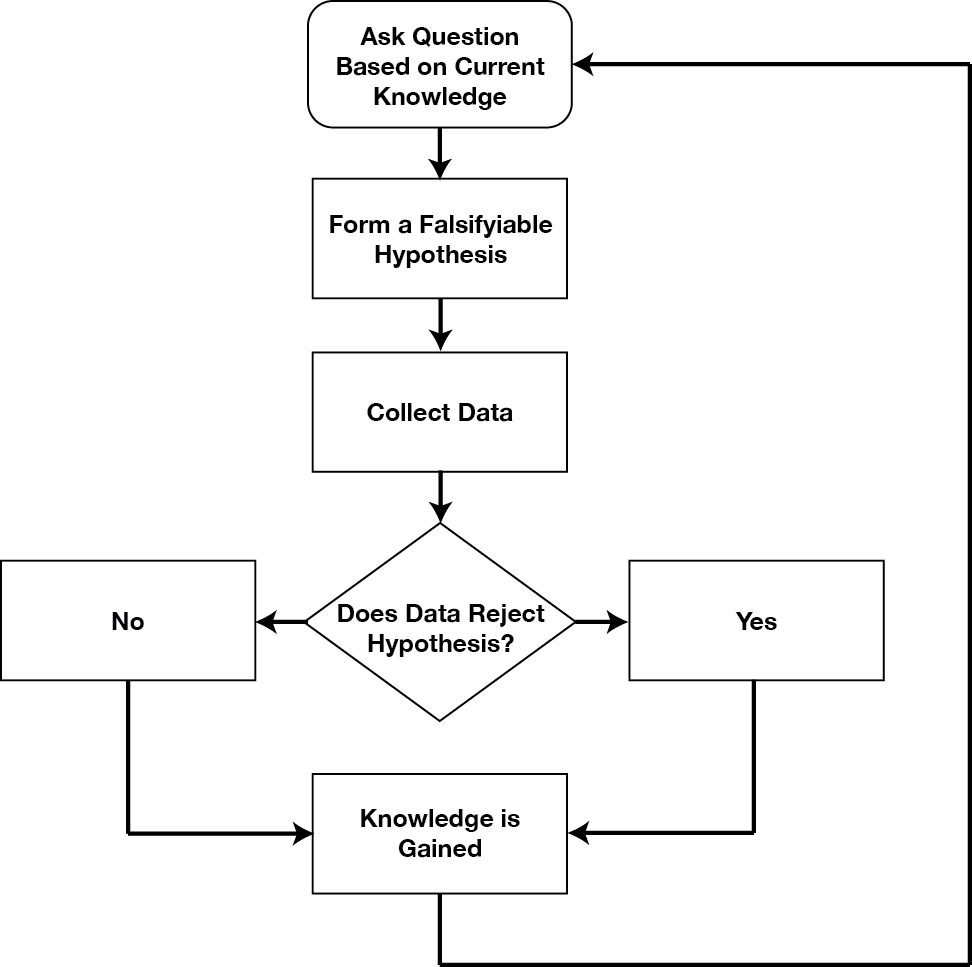 Ask Question
Based on Current
Knowledge
Form a Falsifyiable
Hypothesis
Collect Data
Does Data Reject
Hypothesis?
No
Yes
Knowledge is
Gained